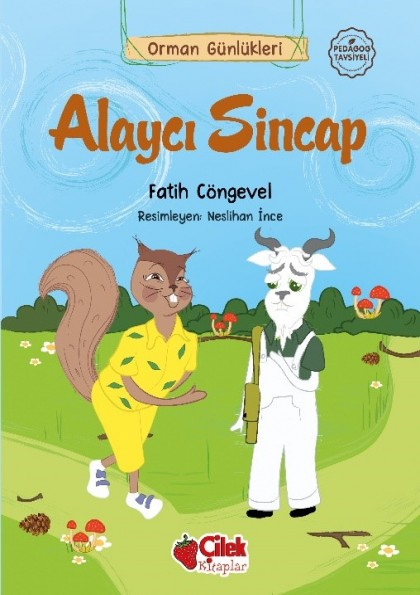 Orman Günlükleri
PEDAGOG
TAVSİYELİ
Alaycı Sincap
Fatih Cöngevel
Resimleyen: Neslihan İnce
Çilek
Kitaplar